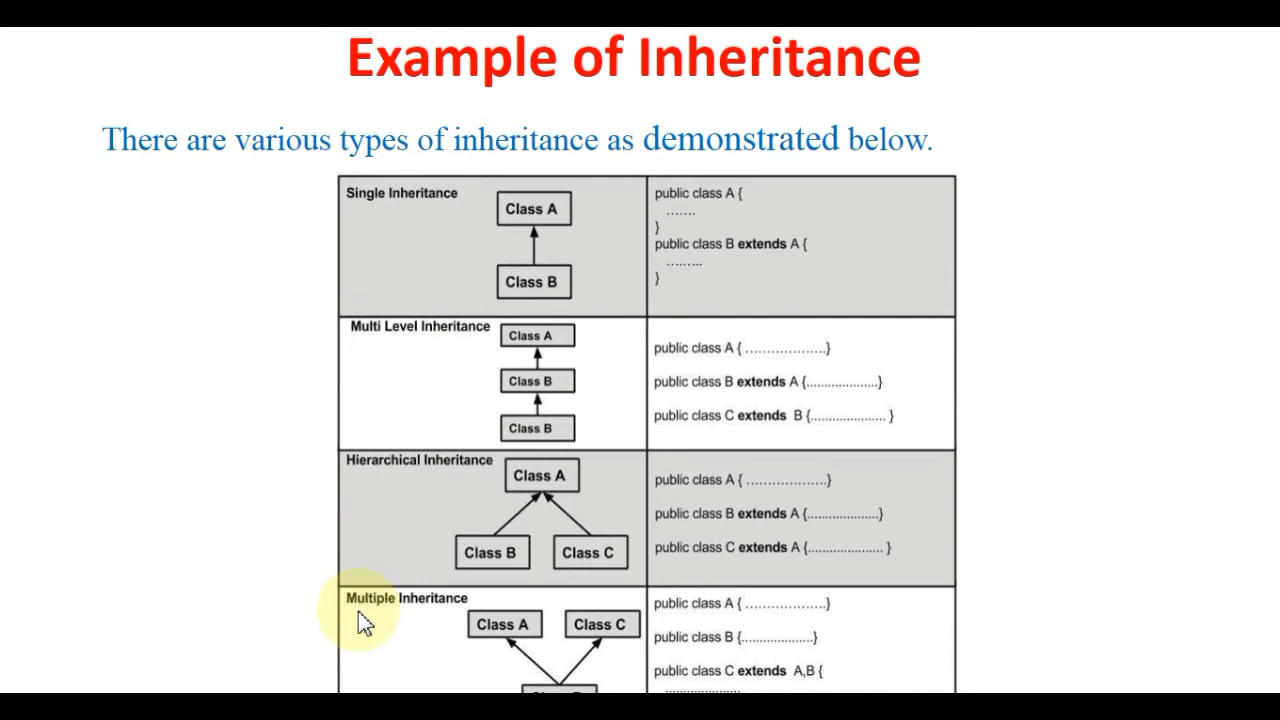 Example of Inheritance
There are various types of inheritance as demonstrated below.
Single Inheritance
Class A
Class B
public class A {
.......
}
public class B extends A {
........
}
Multi Level Inheritance
Class A
Class B
Class B
public class A { ...................}
public class B extends A {....................}
public class C extends B {..................... }
Hierarchical Inheritance
Class A
Class B
Class C
public class A { ...................}
public class B extends A {....................}
public class C extends A {..................... }
Multiple Inheritance
Class A
Class C
public class A { ...................}
public class B {....................}
public class C extends A,B {
.....................